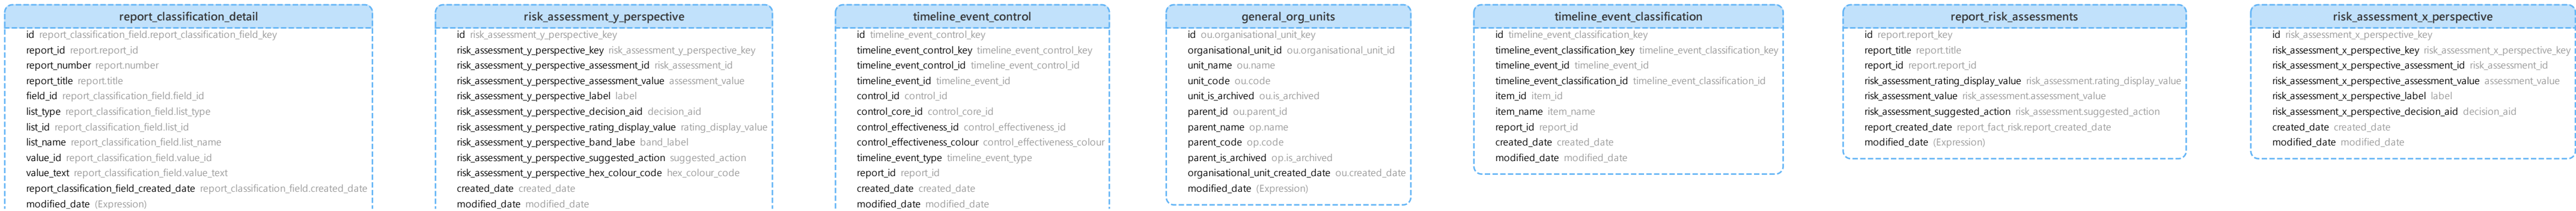 report_classification_detail
id report_classification_field.report_classification_field_key
report_id report.report_id
report_number report.number
report_title report.title
field_id report_classification_field.field_id
list_type report_classification_field.list_type
list_id report_classification_field.list_id
list_name report_classification_field.list_name
value_id report_classification_field.value_id
value_text report_classification_field.value_text
report_classification_field_created_date report_classification_field.created_date
modified_date (Expression)
risk_assessment_y_perspective
id risk_assessment_y_perspective_key
risk_assessment_y_perspective_key risk_assessment_y_perspective_key
risk_assessment_y_perspective_assessment_id risk_assessment_id
risk_assessment_y_perspective_assessment_value assessment_value
risk_assessment_y_perspective_label label
risk_assessment_y_perspective_decision_aid decision_aid
risk_assessment_y_perspective_rating_display_value rating_display_value
risk_assessment_y_perspective_band_labe band_label
risk_assessment_y_perspective_suggested_action suggested_action
risk_assessment_y_perspective_hex_colour_code hex_colour_code
created_date created_date
modified_date modified_date
timeline_event_control
id timeline_event_control_key
timeline_event_control_key timeline_event_control_key
timeline_event_control_id timeline_event_control_id
timeline_event_id timeline_event_id
control_id control_id
control_core_id control_core_id
control_effectiveness_id control_effectiveness_id
control_effectiveness_colour control_effectiveness_colour
timeline_event_type timeline_event_type
report_id report_id
created_date created_date
modified_date modified_date
general_org_units
id ou.organisational_unit_key
organisational_unit_id ou.organisational_unit_id
unit_name ou.name
unit_code ou.code
unit_is_archived ou.is_archived
parent_id ou.parent_id
parent_name op.name
parent_code op.code
parent_is_archived op.is_archived
organisational_unit_created_date ou.created_date
modified_date (Expression)
timeline_event_classification
id timeline_event_classification_key
timeline_event_classification_key timeline_event_classification_key
timeline_event_id timeline_event_id
timeline_event_classification_id timeline_event_classification_id
item_id item_id
item_name item_name
report_id report_id
created_date created_date
modified_date modified_date
report_risk_assessments
id report.report_key
report_title report.title
report_id report.report_id
risk_assessment_rating_display_value risk_assessment.rating_display_value
risk_assessment_value risk_assessment.assessment_value
risk_assessment_suggested_action risk_assessment.suggested_action
report_created_date report_fact_risk.report_created_date
modified_date (Expression)
risk_assessment_x_perspective
id risk_assessment_x_perspective_key
risk_assessment_x_perspective_key risk_assessment_x_perspective_key
risk_assessment_x_perspective_assessment_id risk_assessment_id
risk_assessment_x_perspective_assessment_value assessment_value
risk_assessment_x_perspective_label label
risk_assessment_x_perspective_decision_aid decision_aid
created_date created_date
modified_date modified_date